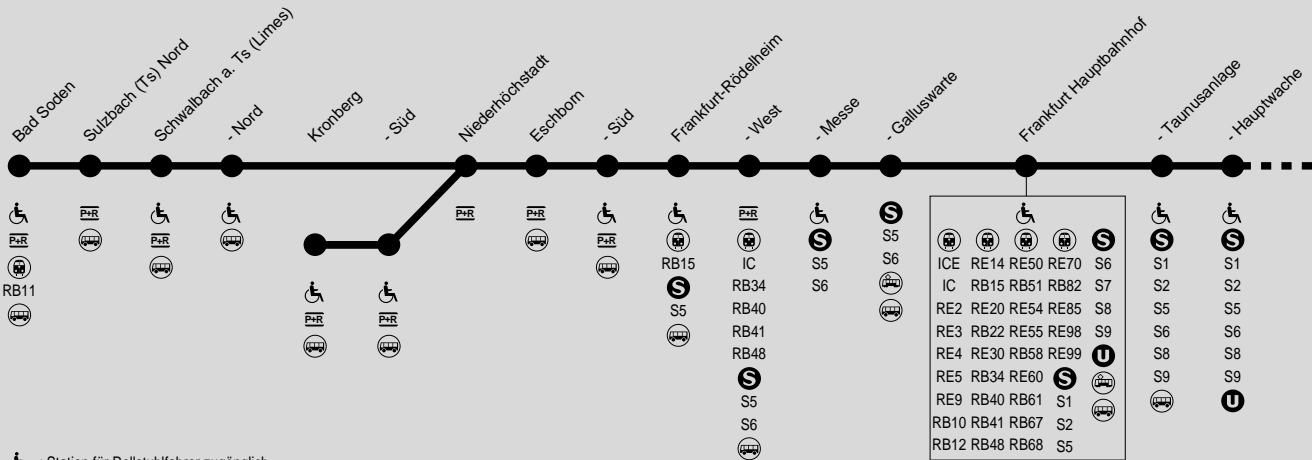 Bad Soden
Sulzbach (Ts) Nord
Schwalbach a. Ts (Limes)
- Nord
Kronberg
- Süd
Niederhöchstadt
Eschborn
- Süd
Frankfurt-Rödelheim
- West
- Messe
- Galluswarte
Frankfurt Hauptbahnhof
- Taunusanlage
- Hauptwache
P+R
RB11
P+R
P+R
P+R
P+R
P+R
P+R
P+R
RB15
S
S5
P+R
IC
RB34
RB40
RB41
RB48
S
S5
S6
S
S5
S6
S
S5
S6
ICE RE14 RE50 RE70 S
IC RB15 RB51 RB82 S6
RE2 RE20 RE54 RE85 S7
RE3 RB22 RE55 RE98 S8
RE4 RE30 RB58 RE99 S9
RE5 RB34 RE60 S U
RE9 RB40 RB61 S1
RB10 RB41 RB67 S2
RB12 RB48 RB68 S5
S
S1
S2
S5
S6
S8
S9
S
S1
S2
S5
S6
S8
S9
U
: Station für Rollstuhlfahrer zugänglich